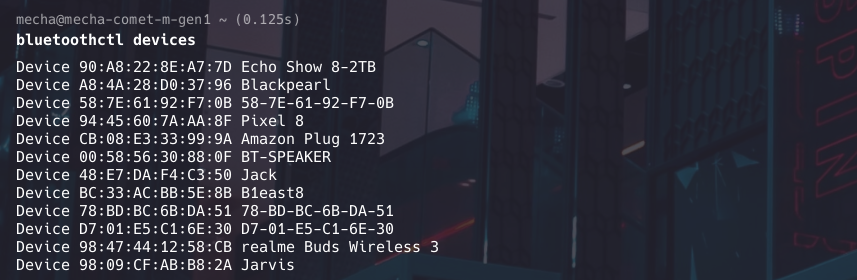 mecha@mecha-comet-m-gen1 ~ (0.125s)
bluetoothctl devices
Device 90:A8:22:8E:A7:7D Echo Show 8-2TB
Device A8:4A:28:D0:37:96 Blackpearl
Device 58:7E:61:92:F7:0B 58-7E-61-92-F7-0B
Device 94:45:60:7A:AA:8F Pixel 8
Device CB:08:E3:33:99:9A Amazon Plug 1723
Device 00:58:56:30:88:0F BT-SPEAKER
Device 48:E7:DA:F4:C3:50 Jack
Device BC:33:AC:BB:5E:8B B1east8
Device 78:BD:BC:6B:DA:51 78-BD-BC-6B-DA-51
Device D7:01:E5:C1:6E:30 D7-01-E5-C1-6E-30
Device 98:47:44:12:58:CB realme Buds Wireless 3
Device 98:09:CF:AB:B8:2A Jarvis